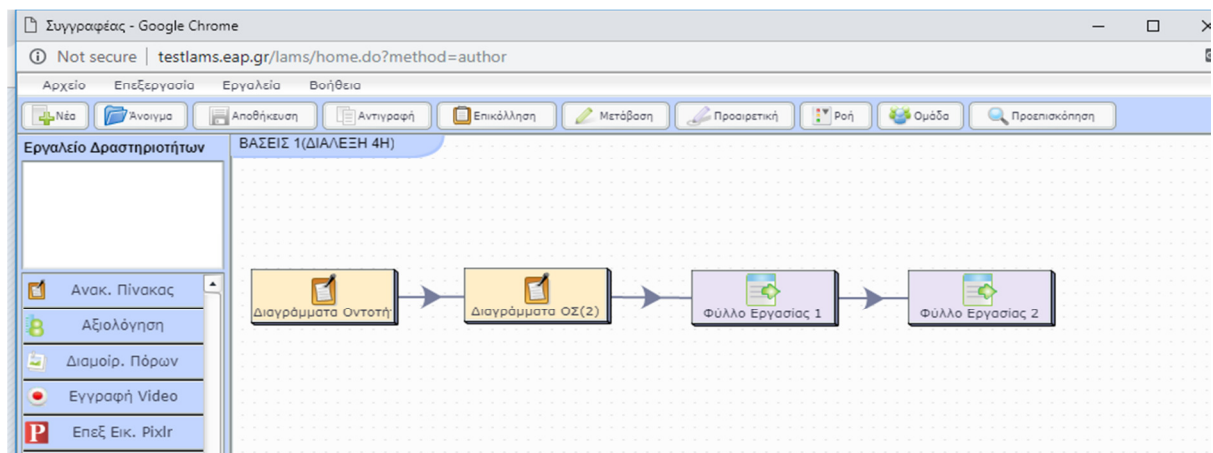 Συγγραφέας - Google Chrome
Not secure | testlams.eap.gr/lams/home.do?method=author
Αρχείο Επεξεργασία Εργαλεία Βοήθεια
Νέα Άνοιγμα Αποθήκευση Αντιγραφή Επικόλληση Μετάβαση Προαιρετική Ροή Ομάδα Προεπισκόπηση
Εργαλείο Δραστηριοτήτων
ΒΑΣΕΙΣ 1(ΔΙΑΛΕΞΗ 4Η)
Διαγράμματα Οντοτή
Διαγράμματα ΟΣ(2)
Φύλλο Εργασίας 1
Φύλλο Εργασίας 2
Ανακ. Πίνακας
Αξιολόγηση
Διαμοίρ. Πόρων
Εγγραφή Video
Επεξ Εικ. Pixlr